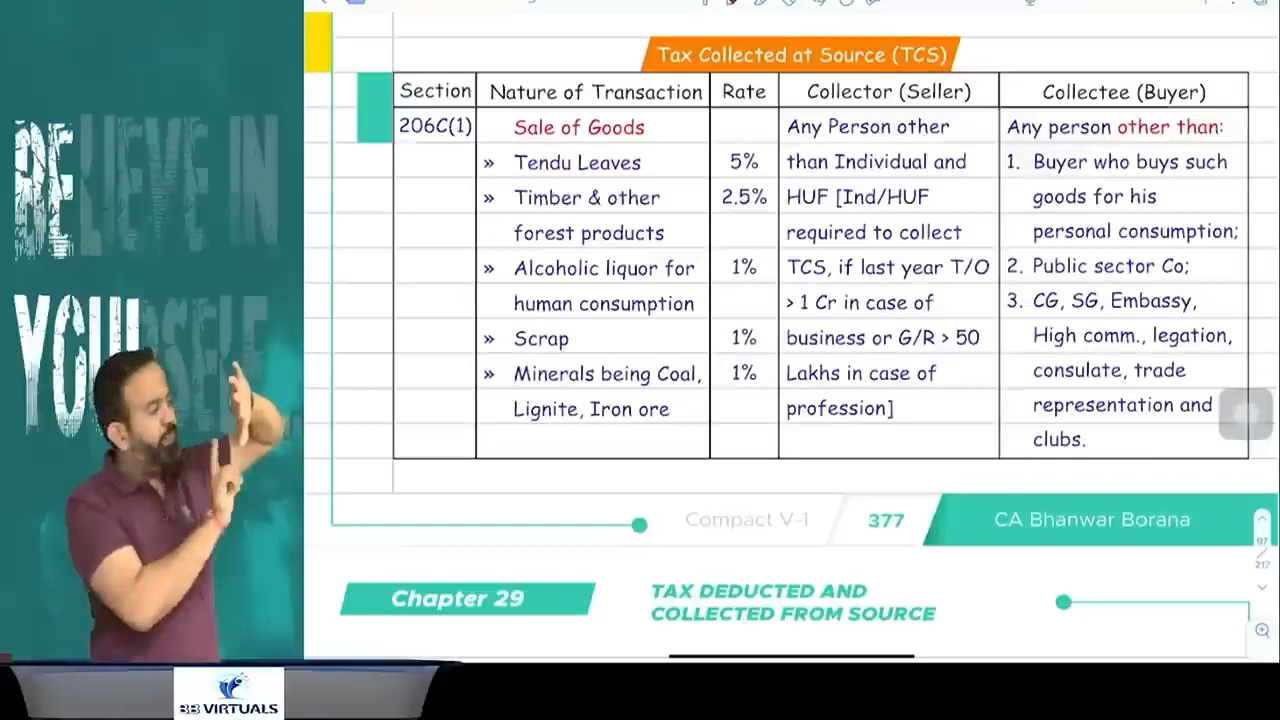 BELIEVE IN
YOURSELF
Tax Collected at Source (TCS)
Section Nature of Transaction Rate Collector (Seller) Collectee (Buyer)
206C(1) Sale of Goods Any Person other Any person other than:
» Tendu Leaves 5% than Individual and 1. Buyer who buys such
» Timber & other 2.5% HUF [Ind/HUF goods for his
forest products required to collect personal consumption;
» Alcoholic liquor for 1% TCS, if last year T/O 2. Public sector Co;
human consumption > 1 Cr in case of 3. CG, SG, Embassy,
» Scrap 1% business or G/R > 50 High comm., legation,
» Minerals being Coal, 1% Lakhs in case of consulate, trade
Lignite, Iron ore profession] representation and
clubs.
Compact V-1 377 CA Bhanwar Borana
97
/
217
Chapter 29 TAX DEDUCTED AND
COLLECTED FROM SOURCE
BB VIRTUALS